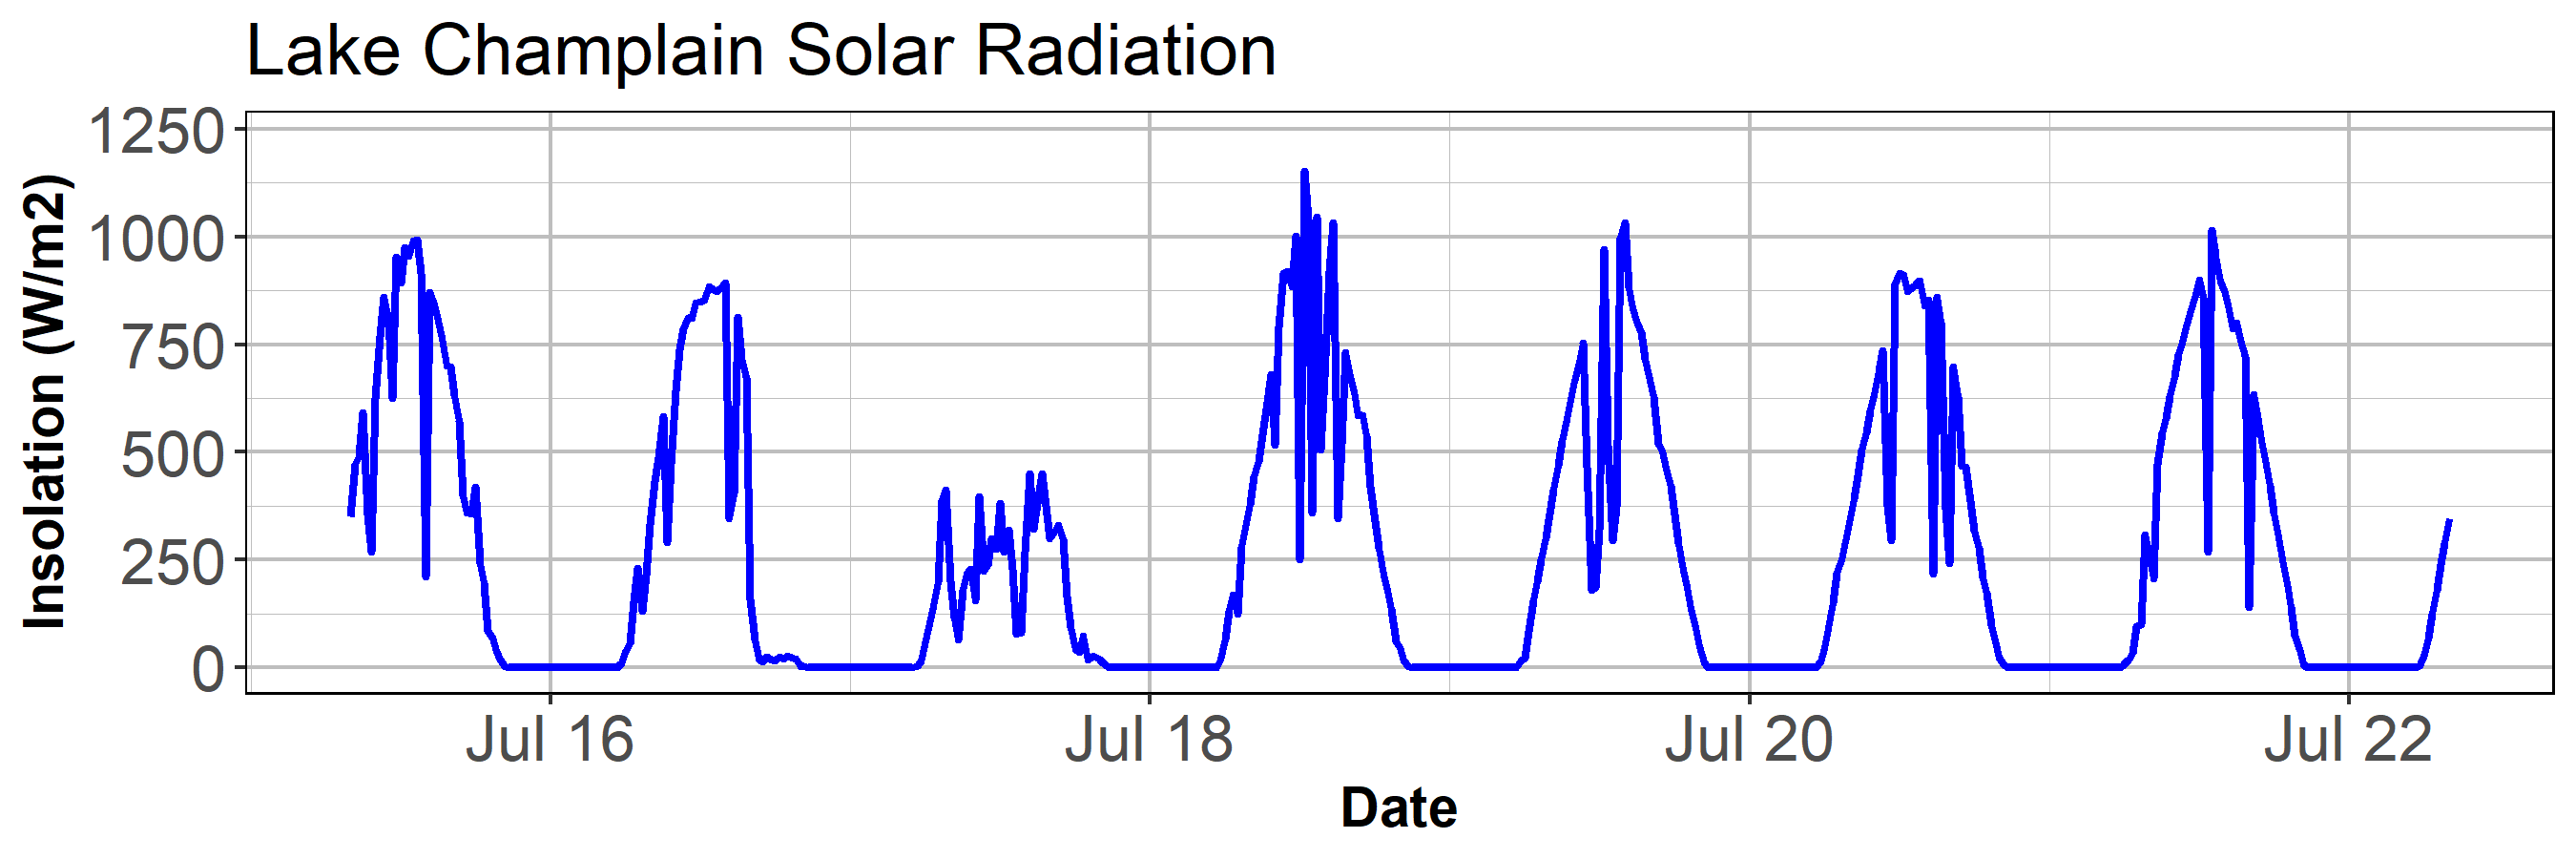 Lake Champlain Solar Radiation
Insolation (W/m2)
1250
1000
750
500
250
0
Jul 16
Jul 18
Jul 20
Jul 22
Date